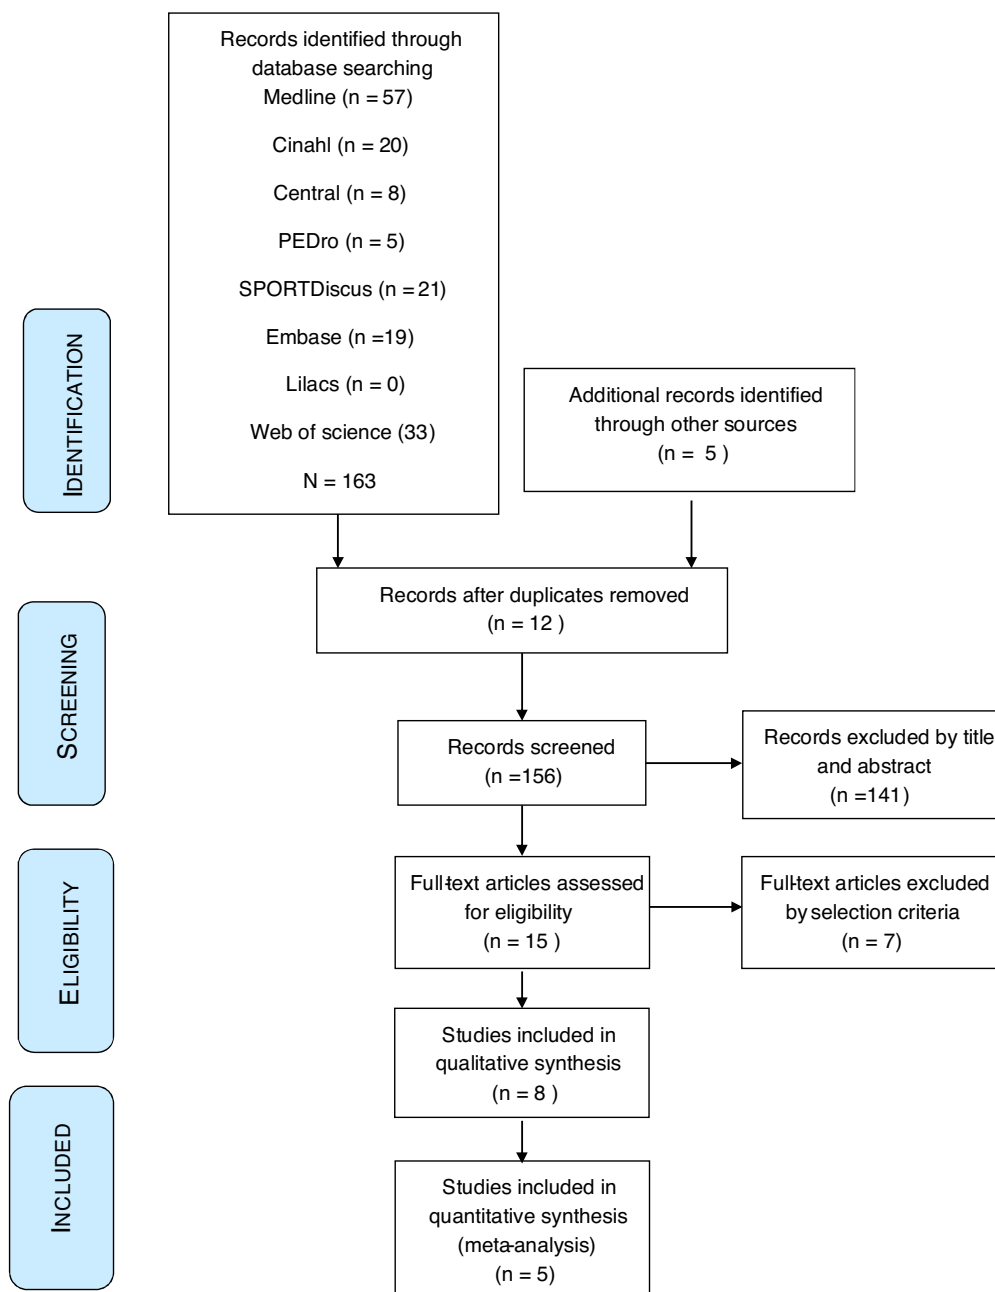 Records identified through
database searching
Medline (n = 57)
Cinahl (n = 20)
Central (n = 8)
PEDro (n = 5)
SPORTDiscus (n = 21)
Embase (n =19)
Lilacs (n = 0)
Web of science (33)
N = 163
IDENTIFICATION
Additional records identified
through other sources
(n = 5 )
Records after duplicates removed
(n = 12 )
SCREENING
Records screened
(n =156)
Records excluded by title
and abstract
(n =141)
ELIGIBILITY
Full-text articles assessed
for eligibility
(n = 15 )
Full-text articles excluded
by selection criteria
(n = 7)
Studies included in
qualitative synthesis
(n = 8 )
INCLUDED
Studies included in
quantitative synthesis
(meta-analysis)
(n = 5)